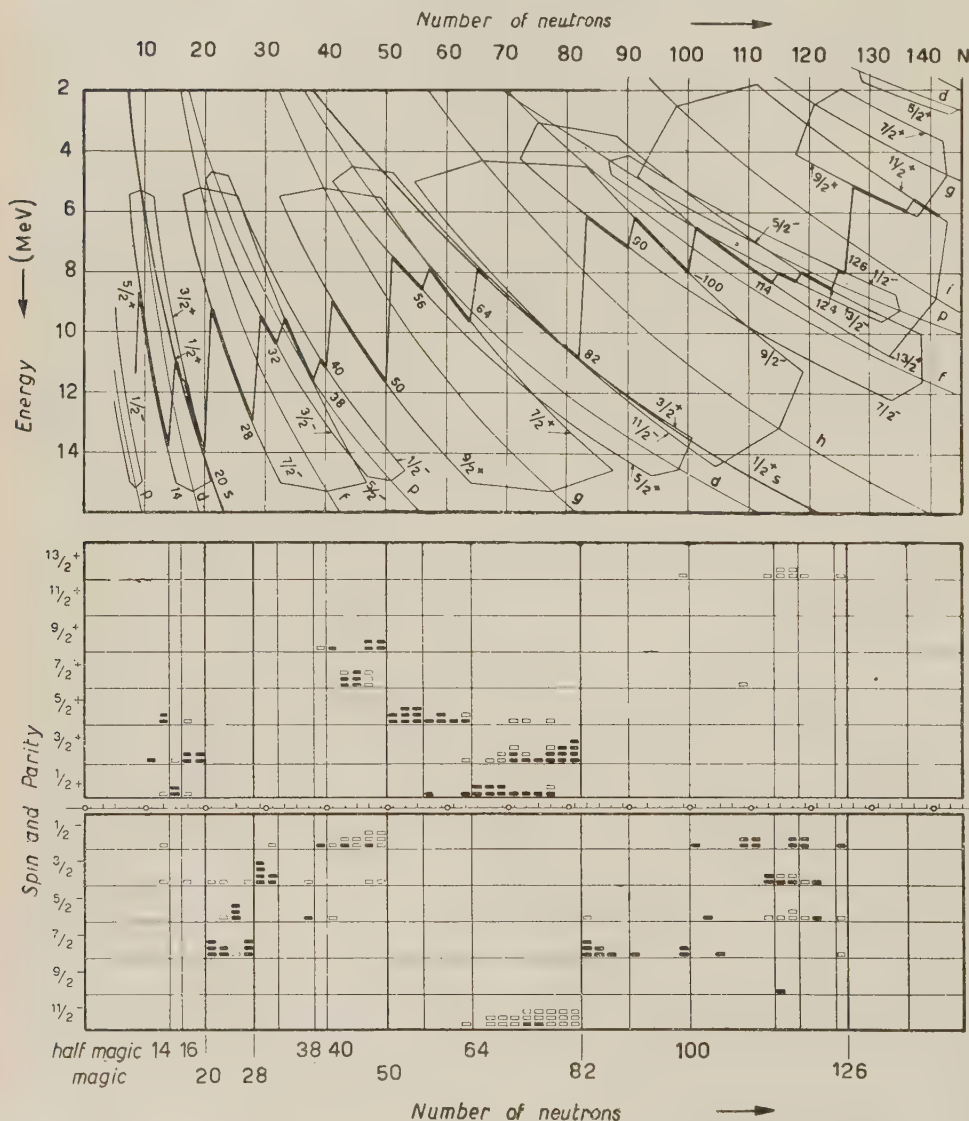 Number of neutrons
10 20 30 40 50 60 70 80 90 100 110 120 130 140 N
2
4
6
8
10
12
14
Energy (MeV)
d
5/2+
7/2+
11/2+
9/2+
g
5/2-
i
126 1/2-
p
90
100
114
124 3/2-
13/2+
f
7/2-
9/2-
h
5/2+
3/2+
1/2+
1/2-
p
14
d
20 s
28
32
7/2-
3/2-
f
40
38
5/2-
1/2-
p
50
9/2+
56
64
7/2+
g
82
11/2-
5/2+
d
3/2+
1/2+ s
Spin and Parity
13/2+
11/2+
9/2+
7/2+
5/2+
3/2+
1/2+
1/2-
3/2-
5/2-
7/2-
9/2-
11/2-
half magic 14 16 38 40 64 100
magic 20 28 50 82 126
Number of neutrons